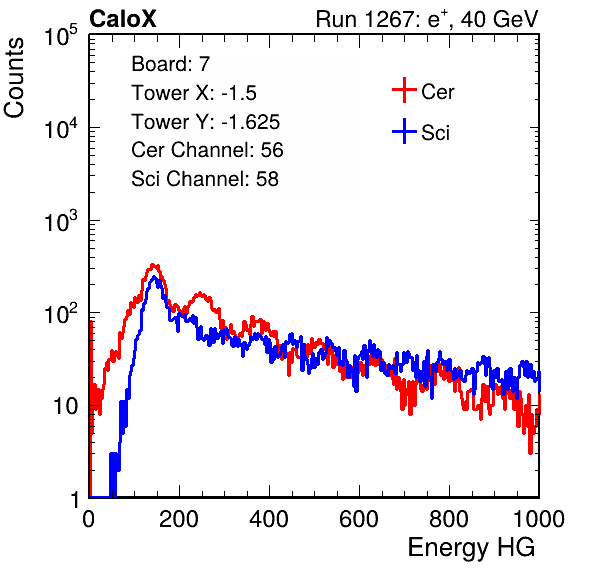 CaloX Run 1267: e+, 40 GeV
Counts
10^5
10^4
10^3
10^2
10
1
Board: 7
Tower X: -1.5
Tower Y: -1.625
Cer Channel: 56
Sci Channel: 58
Cer
Sci
0 200 400 600 800 1000
Energy HG